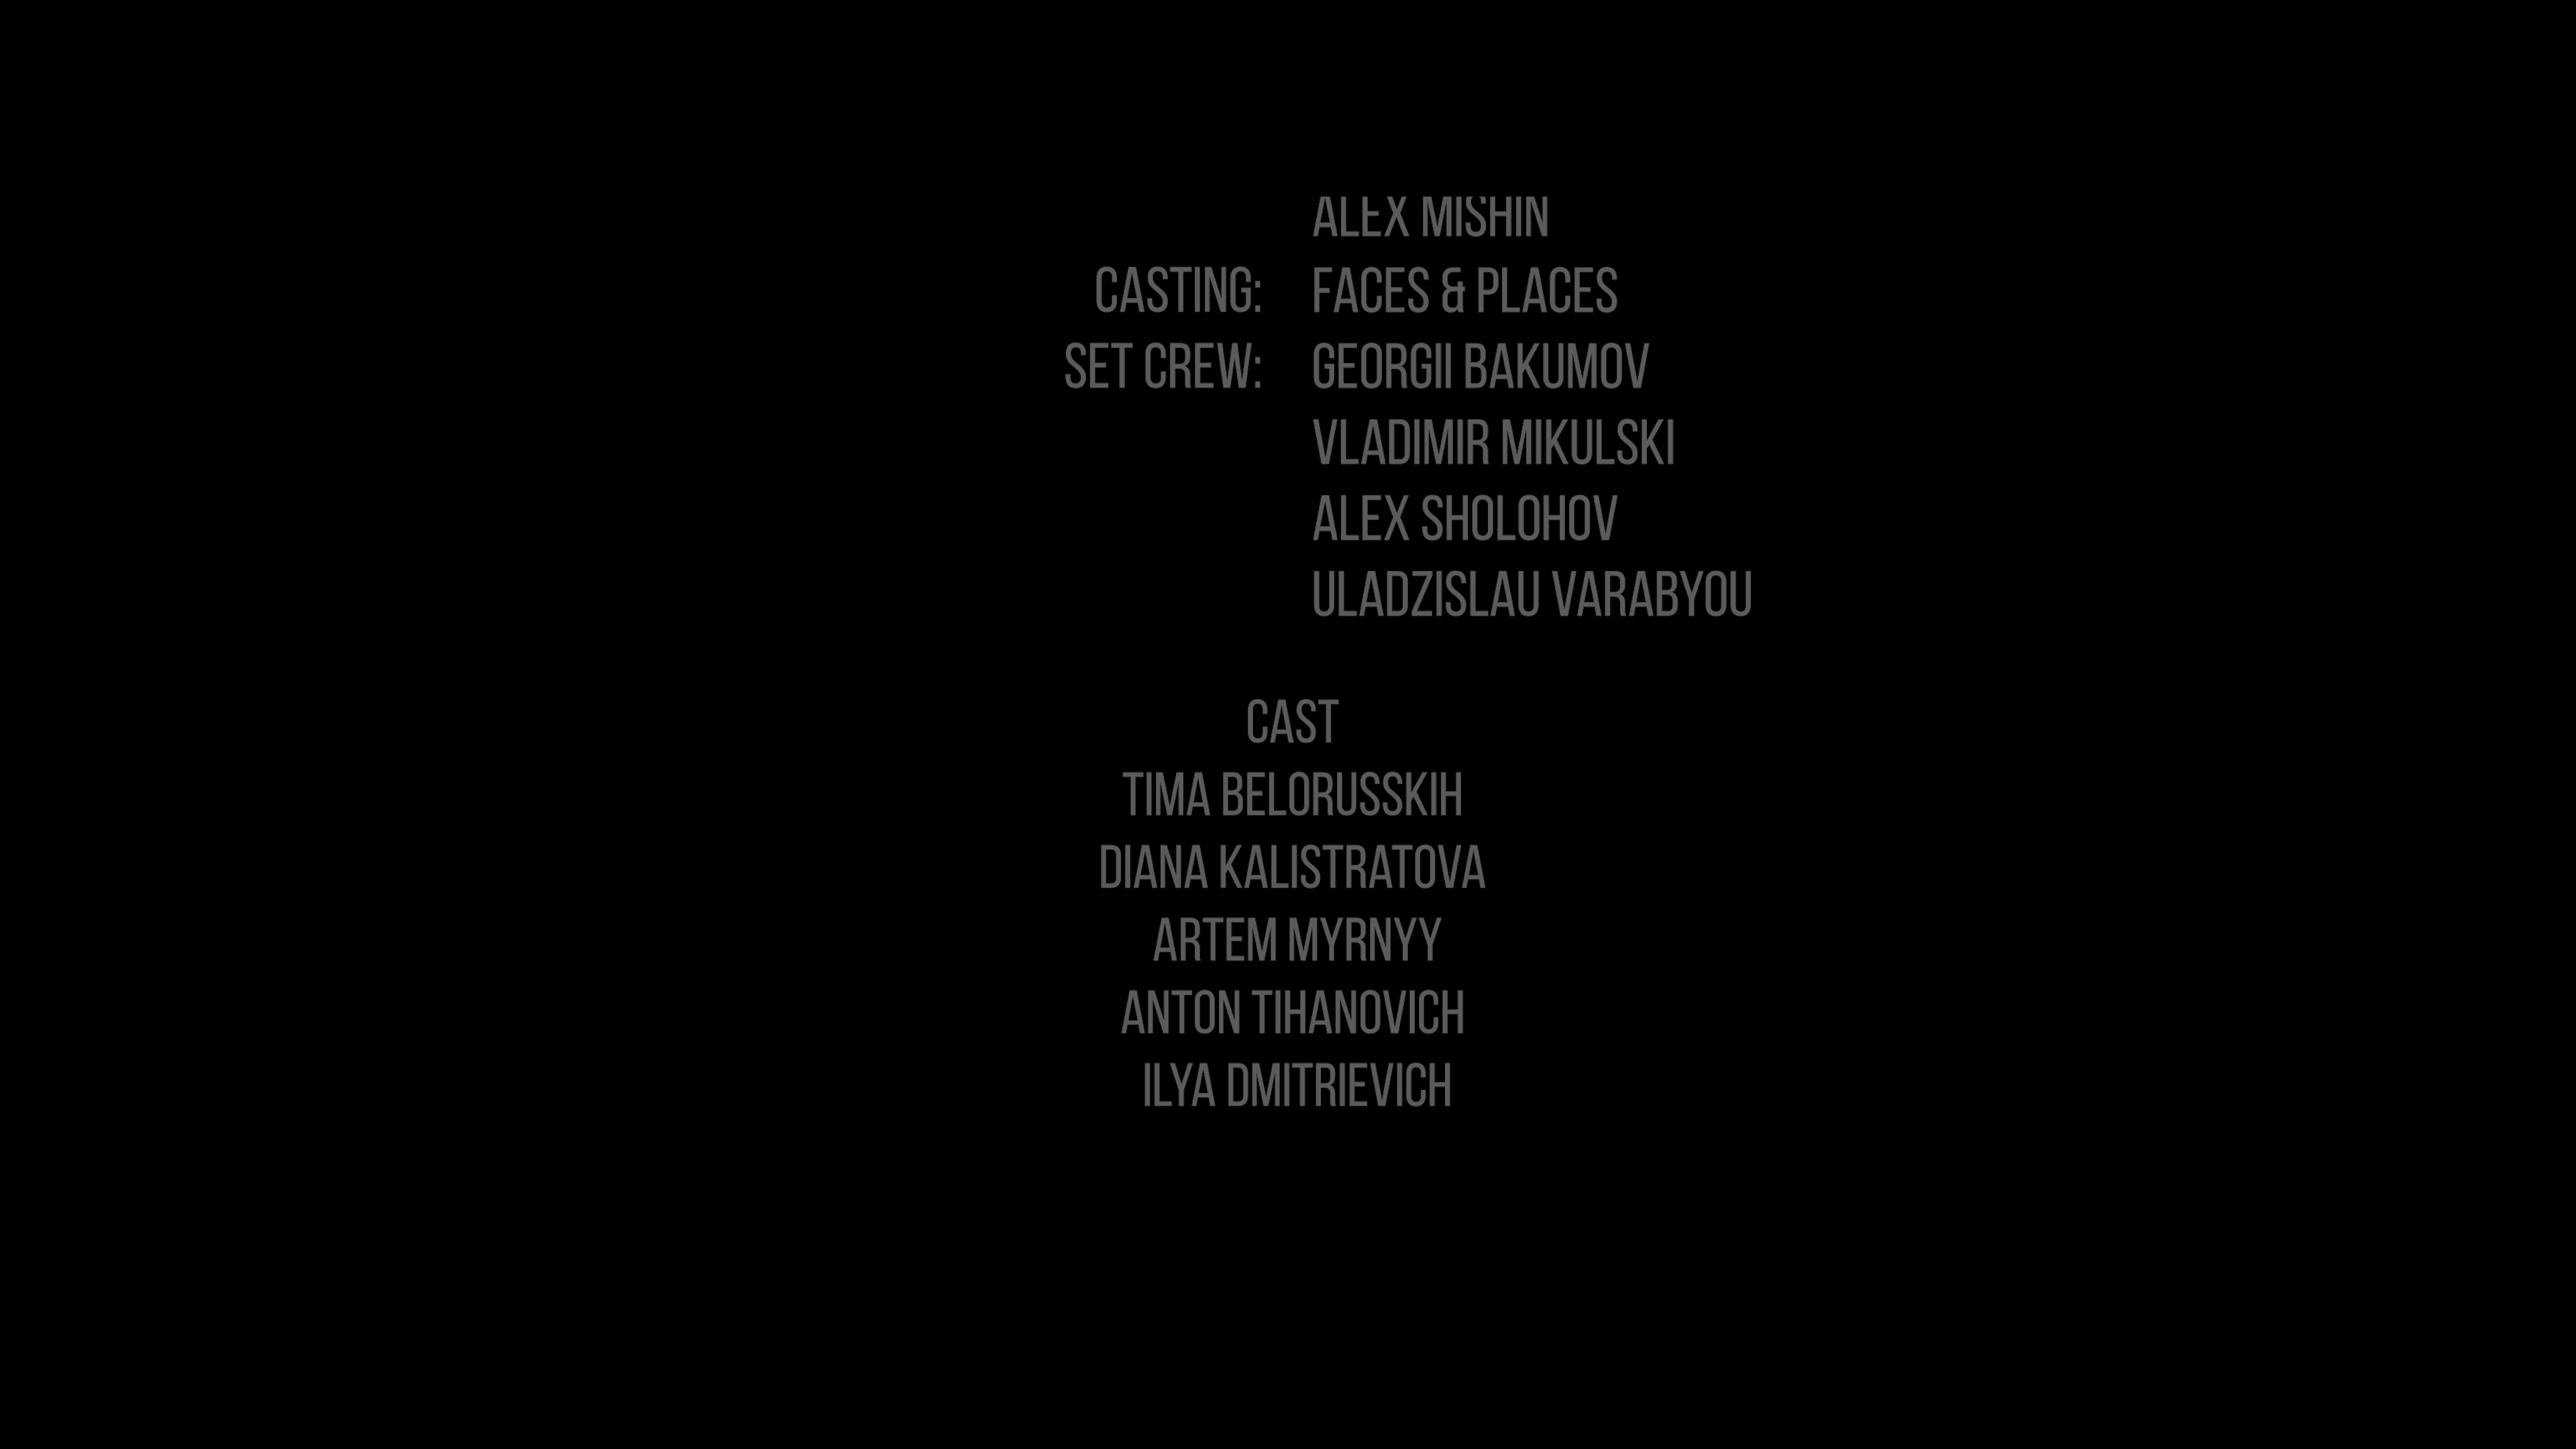 ALEX MISHIN
CASTING: FACES & PLACES
SET CREW: GEORGII BAKUMOV
VLADIMIR MIKULSKI
ALEX SHOLOHOV
ULADZISLAU VARABYOU
CAST
TIMA BELORUSSKIH
DIANA KALISTRATOVA
ARTEM MYRNYY
ANTON TIHANOVICH
ILYA DMITRIEVICH